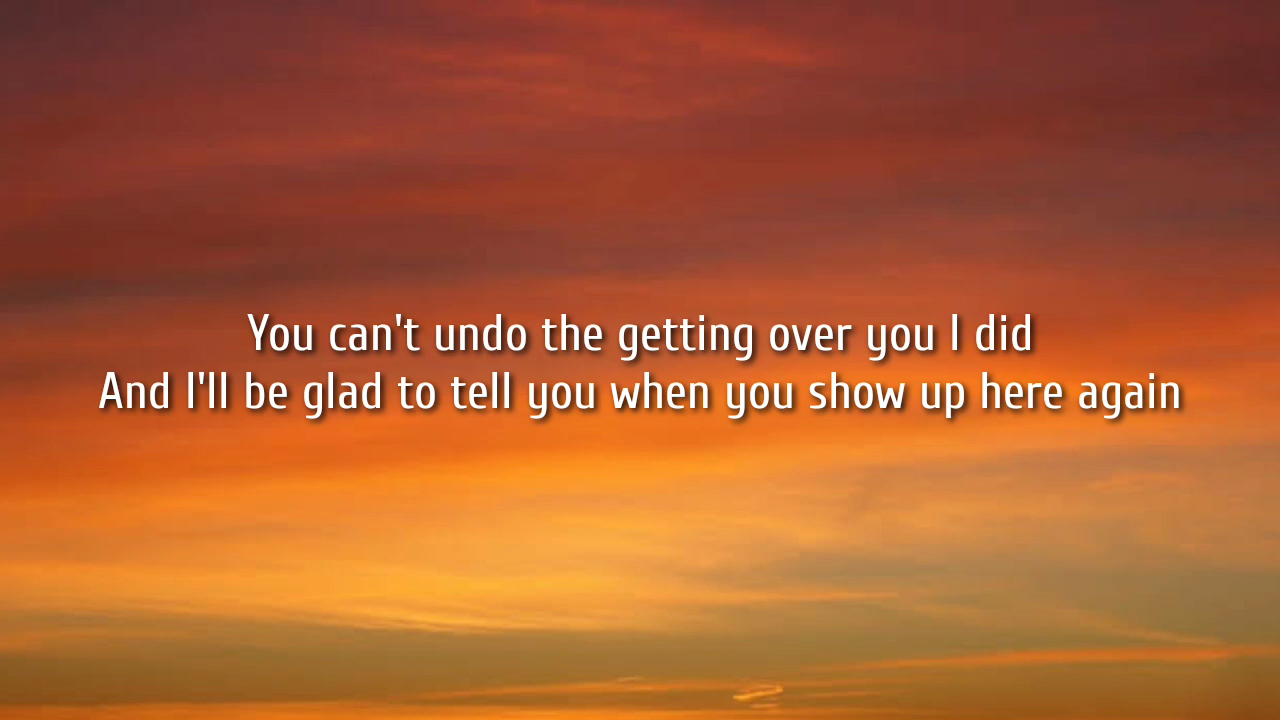 You can't undo the getting over you I did
And I'll be glad to tell you when you show up here again